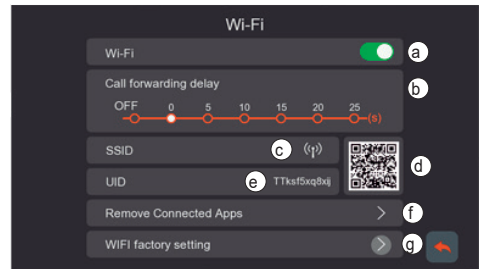 Wi-Fi
Wi-Fi a
Call forwarding delay b
OFF 0 5 10 15 20 25
(s)
SSID c d
UID e TTksf5xq8xij
Remove Connected Apps f
WIFI factory setting g